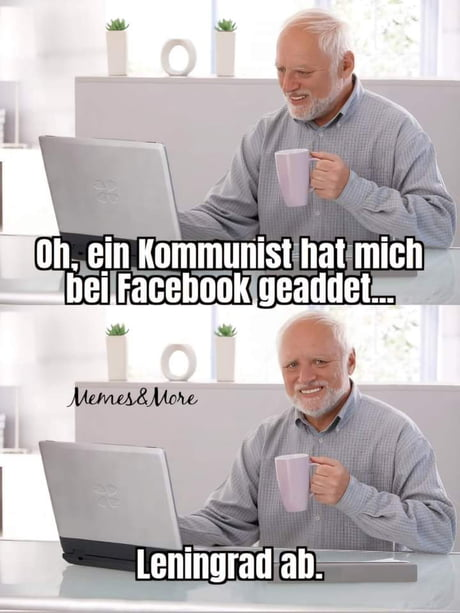 Oh, ein Kommunist hat mich
bei Facebook geaddet...
Memes&More
Leningrad ab.